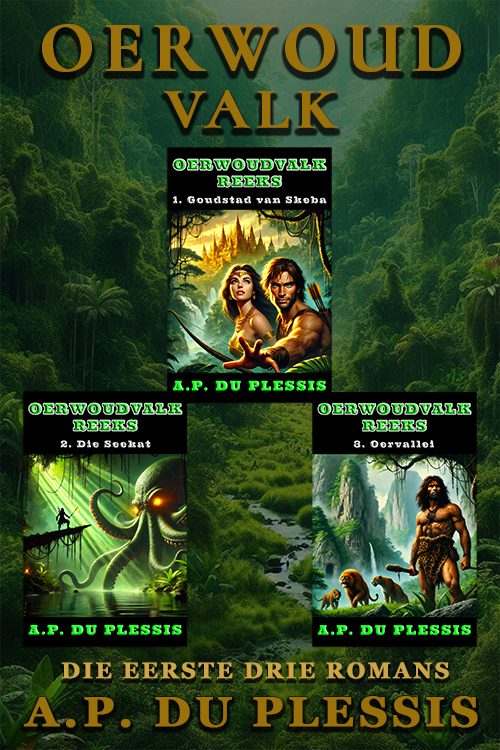 OERWOUD
VALK
OERWOUDVALK
REEKS
1. Goudstad van Skeba
A.P. DU PLESSIS
OERWOUDVALK
REEKS
2. Die Seekat
A.P. DU PLESSIS
OERWOUDVALK
REEKS
3. Oervallei
A.P. DU PLESSIS
DIE EERSTE DRIE ROMANS
A.P. DU PLESSIS